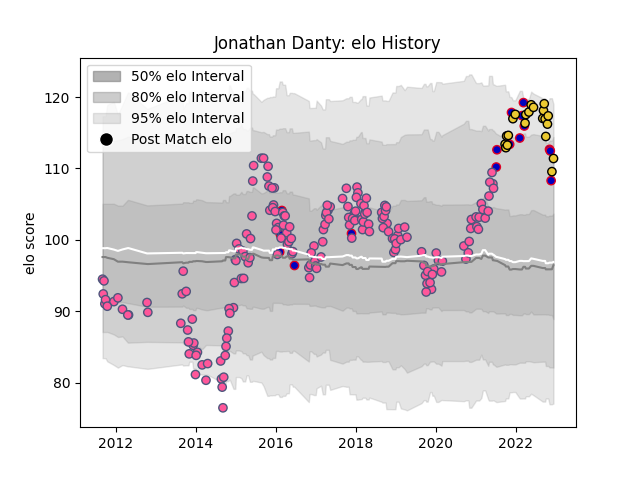 Jonathan Danty: elo History
50% elo Interval
80% elo Interval
95% elo Interval
Post Match elo
elo score
120
110
100
90
80
2012
2014
2016
2018
2020
2022